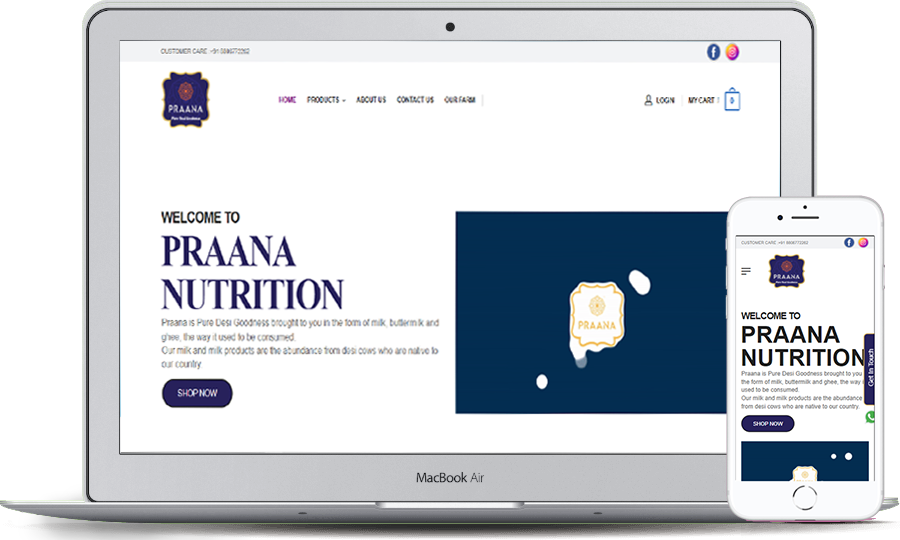 CUSTOMER CARE: +91
PRAANA
Pure Desi Goodness
HOME PRODUCTS ABOUT US CONTACT US OUR FARM
LOGIN MY CART 0
WELCOME TO
PRAANA
NUTRITION
Praana is Pure Desi Goodness brought to you in the form of milk, buttermilk and
ghee, the way it used to be consumed.
Our milk and milk products are the abundance from desi cows who are native to
our country.
SHOP NOW
PRAANA
MacBook Air
CUSTOMER CARE: +91
PRAANA
Pure Desi Goodness
WELCOME TO
PRAANA
NUTRITION
Praana is Pure Desi Goodness brought to you in
the form of milk, buttermilk and ghee, the way it
used to be consumed.
Our milk and milk products are the abundance
from desi cows who are native to our country.
Get In Touch
SHOP NOW